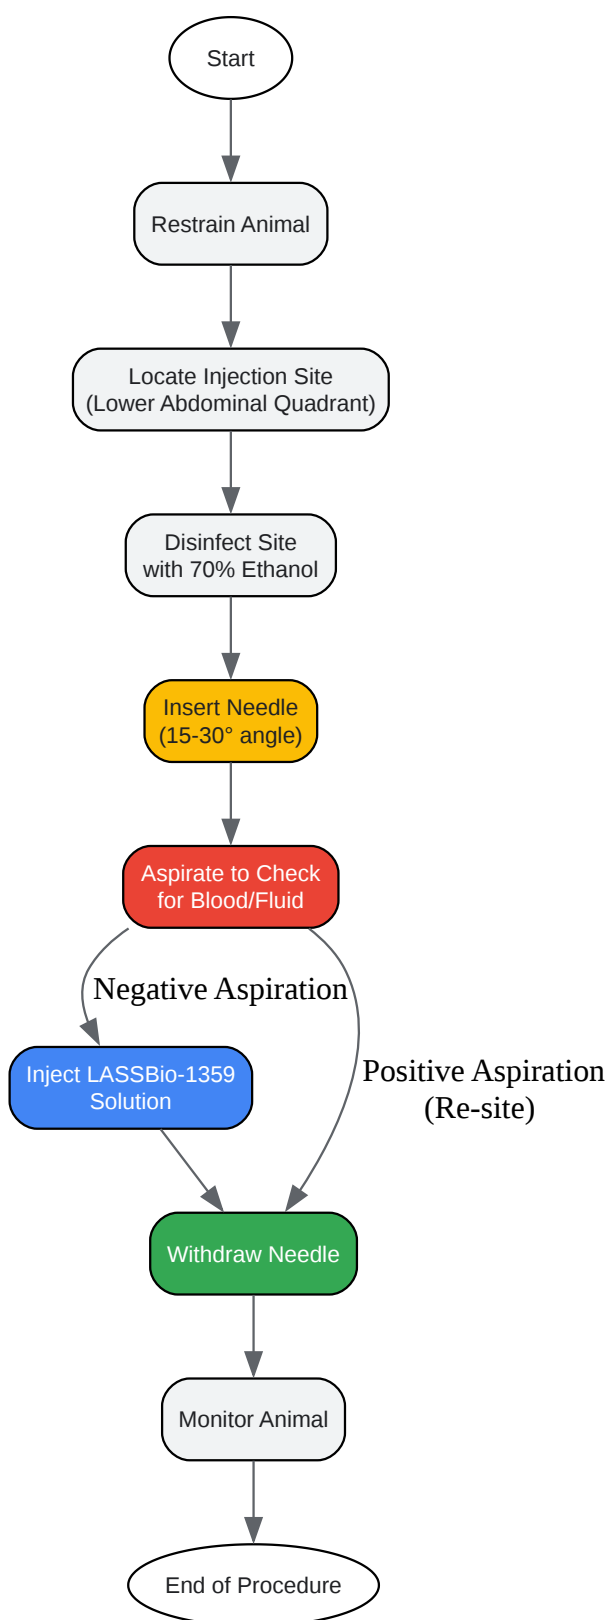 Start
Restrain Animal
Locate Injection Site
(Lower Abdominal Quadrant)
Disinfect Site
with 70% Ethanol
Insert Needle
(15-30° angle)
Aspirate to Check
for Blood/Fluid
Negative Aspiration
Inject LASSBio-1359
Solution
Positive Aspiration
(Re-site)
Withdraw Needle
Monitor Animal
End of Procedure